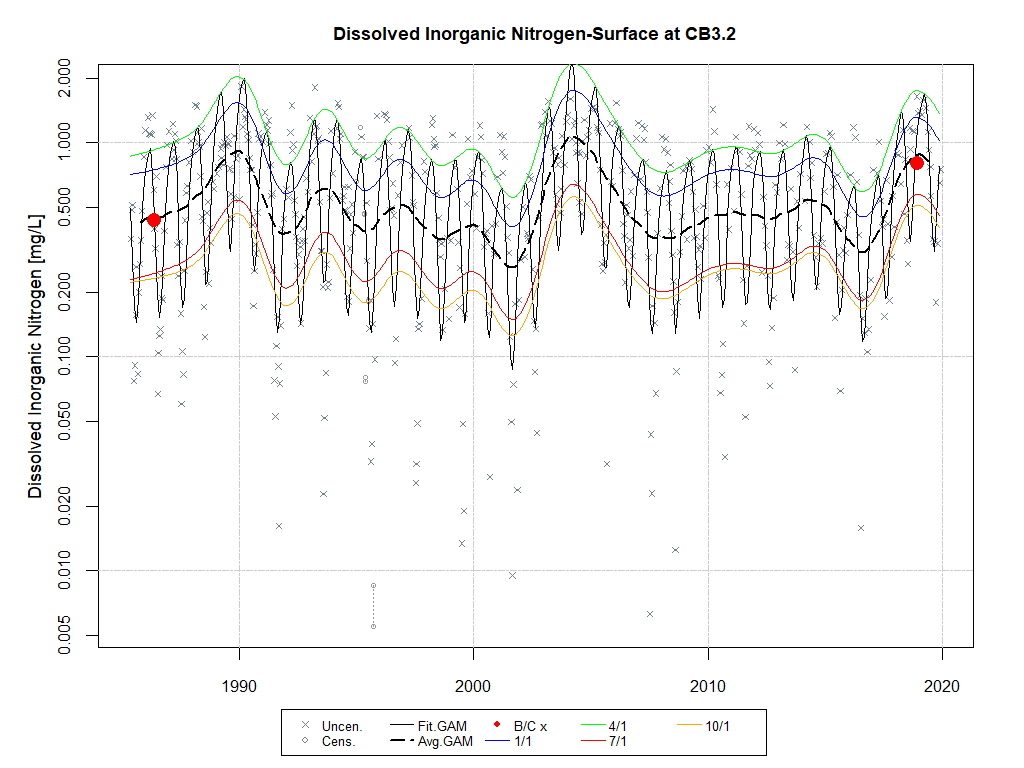 Dissolved Inorganic Nitrogen-Surface at CB3.2
Dissolved Inorganic Nitrogen [mg/L]
2.000
1.000
0.500
0.200
0.100
0.050
0.020
0.010
0.005
1990 2000 2010 2020
Uncen. Fit.GAM B/C x 4/1 10/1
Cens. Avg.GAM 1/1 7/1